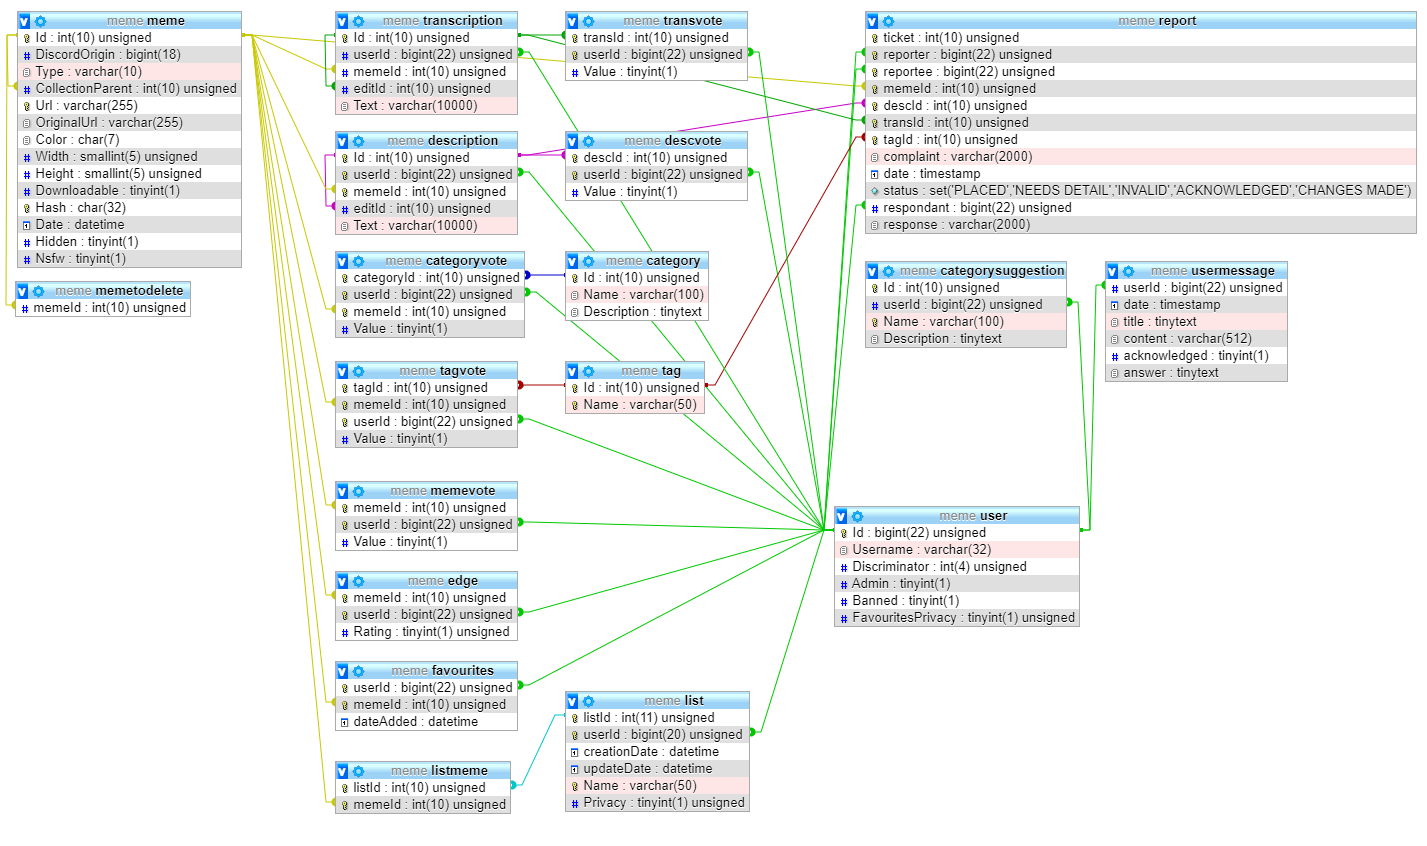 meme meme
Id : int(10) unsigned
DiscordOrigin : bigint(18)
Type : varchar(10)
CollectionParent : int(10) unsigned
Url : varchar(255)
OriginalUrl : varchar(255)
Color : char(7)
Width : smallint(5) unsigned
Height : smallint(5) unsigned
Downloadable : tinyint(1)
Hash : char(32)
Date : datetime
Hidden : tinyint(1)
Nsfw : tinyint(1)
meme memetodelete
memeId : int(10) unsigned
meme transcription
Id : int(10) unsigned
userId : bigint(22) unsigned
memeId : int(10) unsigned
editId : int(10) unsigned
Text : varchar(10000)
meme description
Id : int(10) unsigned
userId : bigint(22) unsigned
memeId : int(10) unsigned
editId : int(10) unsigned
Text : varchar(10000)
meme categoryvote
categoryId : int(10) unsigned
userId : bigint(22) unsigned
memeId : int(10) unsigned
Value : tinyint(1)
meme tagvote
tagId : int(10) unsigned
memeId : int(10) unsigned
userId : bigint(22) unsigned
Value : tinyint(1)
meme memevote
memeId : int(10) unsigned
userId : bigint(22) unsigned
Value : tinyint(1)
meme edge
memeId : int(10) unsigned
userId : bigint(22) unsigned
Rating : tinyint(1) unsigned
meme favourites
userId : bigint(22) unsigned
memeId : int(10) unsigned
dateAdded : datetime
meme listmeme
listId : int(10) unsigned
memeId : int(10) unsigned
meme transvote
transId : int(10) unsigned
userId : bigint(22) unsigned
Value : tinyint(1)
meme descvote
descId : int(10) unsigned
userId : bigint(22) unsigned
Value : tinyint(1)
meme category
Id : int(10) unsigned
Name : varchar(100)
Description : tinytext
meme tag
Id : int(10) unsigned
Name : varchar(50)
meme list
listId : int(11) unsigned
userId : bigint(20) unsigned
creationDate : datetime
updateDate : datetime
Name : varchar(50)
Privacy : tinyint(1) unsigned
meme report
ticket : int(10) unsigned
reporter : bigint(22) unsigned
reportee : bigint(22) unsigned
memeId : int(10) unsigned
descId : int(10) unsigned
transId : int(10) unsigned
tagId : int(10) unsigned
complaint : varchar(2000)
date : timestamp
status : set('PLACED','NEEDS DETAIL','INVALID','ACKNOWLEDGED','CHANGES MADE')
respondant : bigint(22) unsigned
response : varchar(2000)
meme categorysuggestion
Id : int(10) unsigned
userId : bigint(22) unsigned
Name : varchar(100)
Description : tinytext
meme usermessage
userId : bigint(22) unsigned
date : timestamp
title : tinytext
content : varchar(512)
acknowledged : tinyint(1)
answer : tinytext
meme user
Id : bigint(22) unsigned
Username : varchar(32)
Discriminator : int(4) unsigned
Admin : tinyint(1)
Banned : tinyint(1)
FavouritesPrivacy : tinyint(1) unsigned